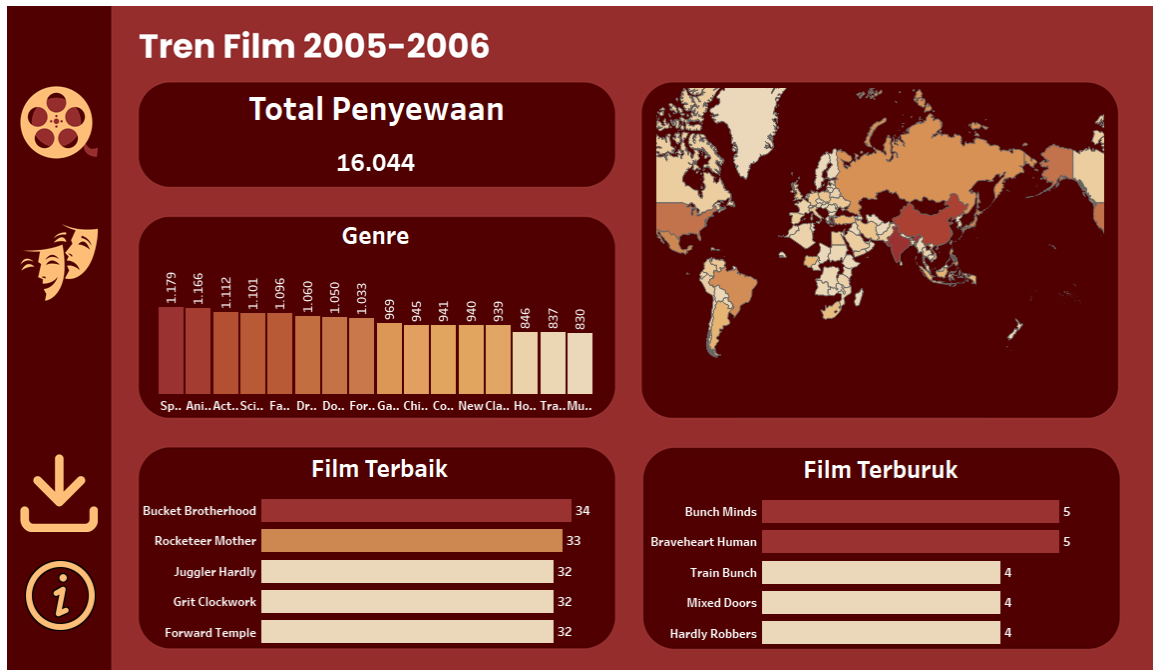 Tren Film 2005-2006
Total Penyewaan
16.044
Genre
1.179
1.166
1.112
1.101
1.096
1.060
1.050
1.033
969
945
941
940
939
846
837
830
Sp.. Ani.. Act.. Sci.. Fa.. Dr.. Do.. For.. Ga.. Chi.. Co.. New Cla.. Ho.. Tra.. Mu..
Film Terbaik
Bucket Brotherhood 34
Rocketeer Mother 33
Juggler Hardly 32
Grit Clockwork 32
Forward Temple 32
Film Terburuk
Bunch Minds 5
Braveheart Human 5
Train Bunch 4
Mixed Doors 4
Hardly Robbers 4